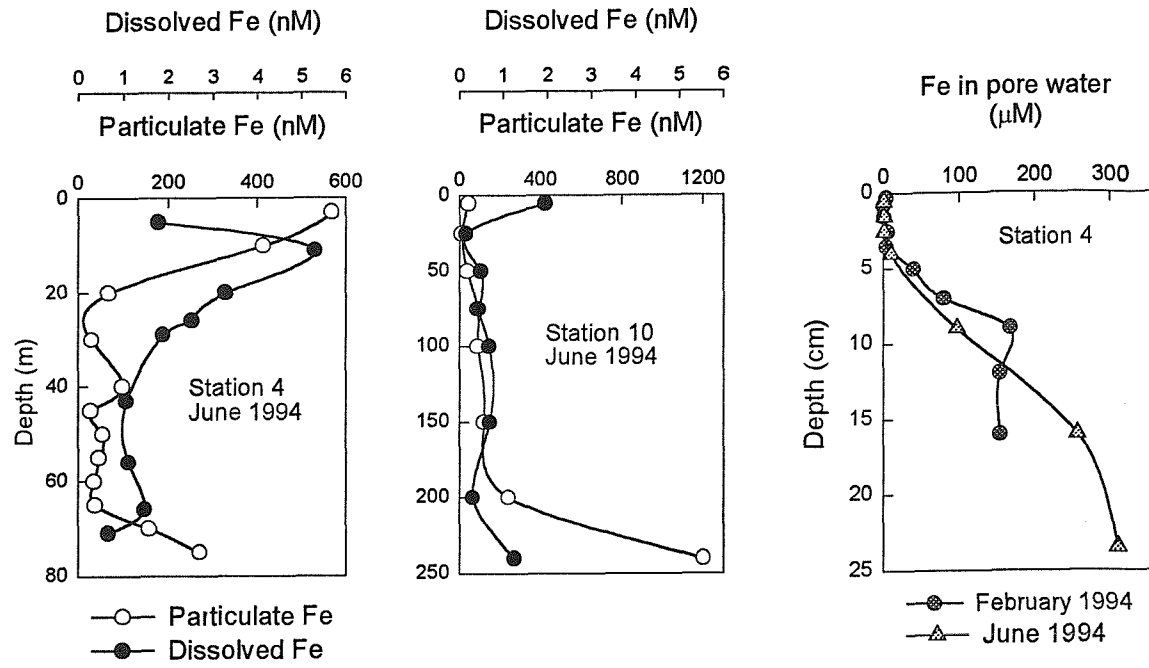 Dissolved Fe (nM)
0 1 2 3 4 5 6
Particulate Fe (nM)
0 200 400 600
0
20
40
60
80
Depth (m)
Station 4
June 1994
Particulate Fe
Dissolved Fe
Dissolved Fe (nM)
0 1 2 3 4 5 6
Particulate Fe (nM)
0 400 800 1200
0
50
100
150
200
250
Station 10
June 1994
Fe in pore water
(μM)
0 100 200 300
0
5
10
15
20
25
Depth (cm)
Station 4
February 1994
June 1994